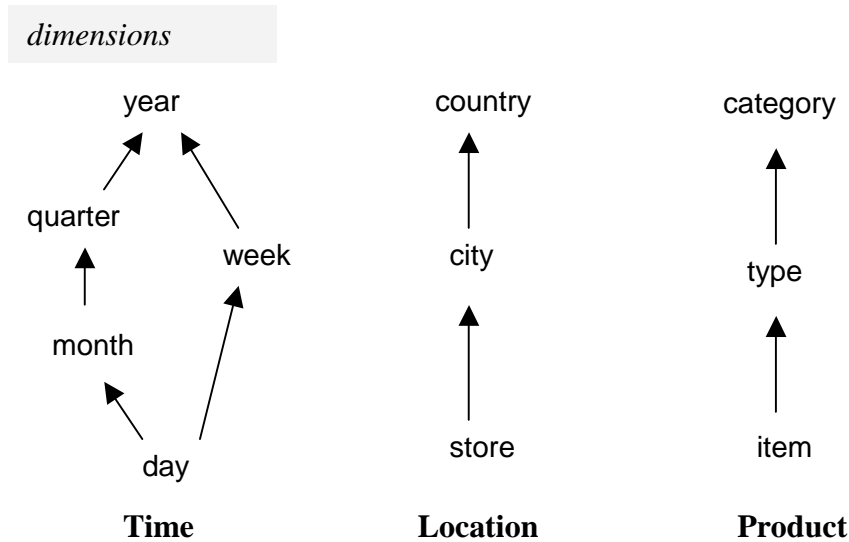 dimensions
year country category
quarter
week city type
month
day store item
Time Location Product